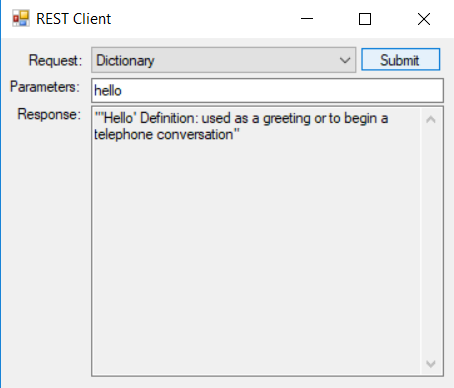 REST Client
Request: Dictionary Submit
Parameters: hello
Response: "'Hello' Definition: used as a greeting or to begin a
telephone conversation"